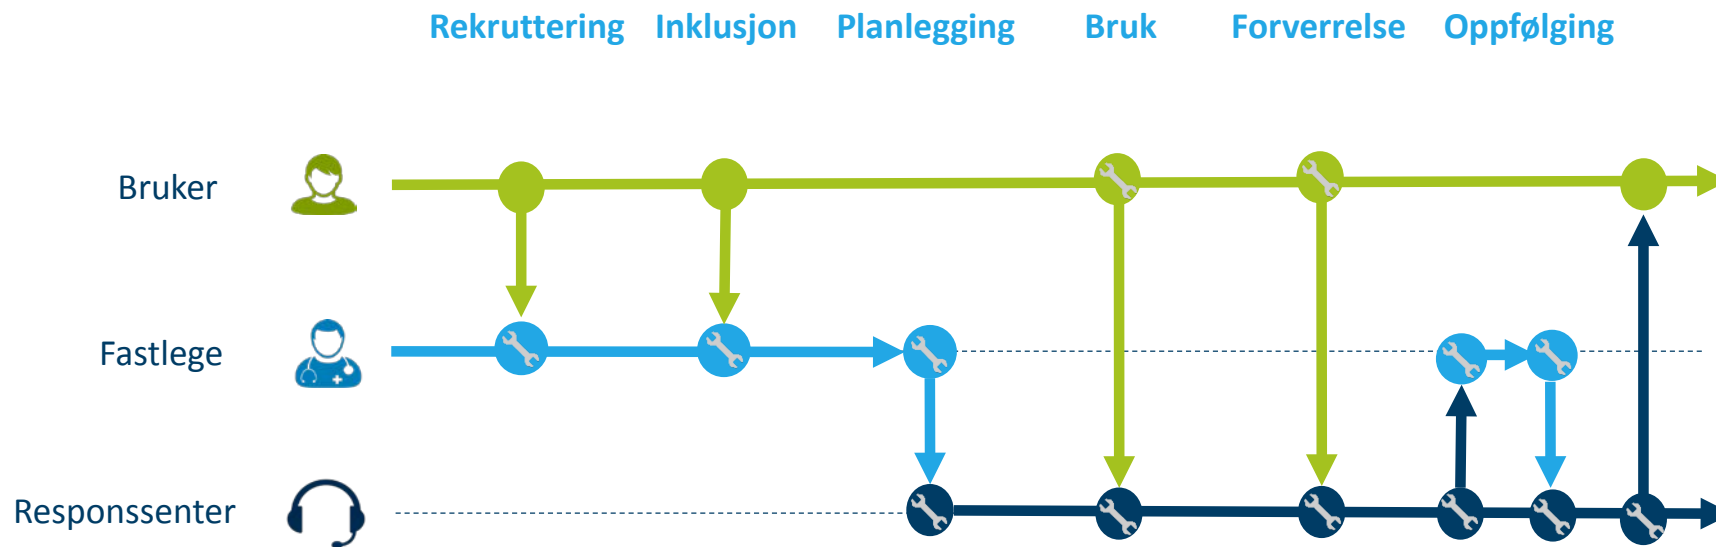 Rekruttering Inklusjon Planlegging Bruk Forverrelse Oppfølging
Bruker
Fastlege
Responssenter